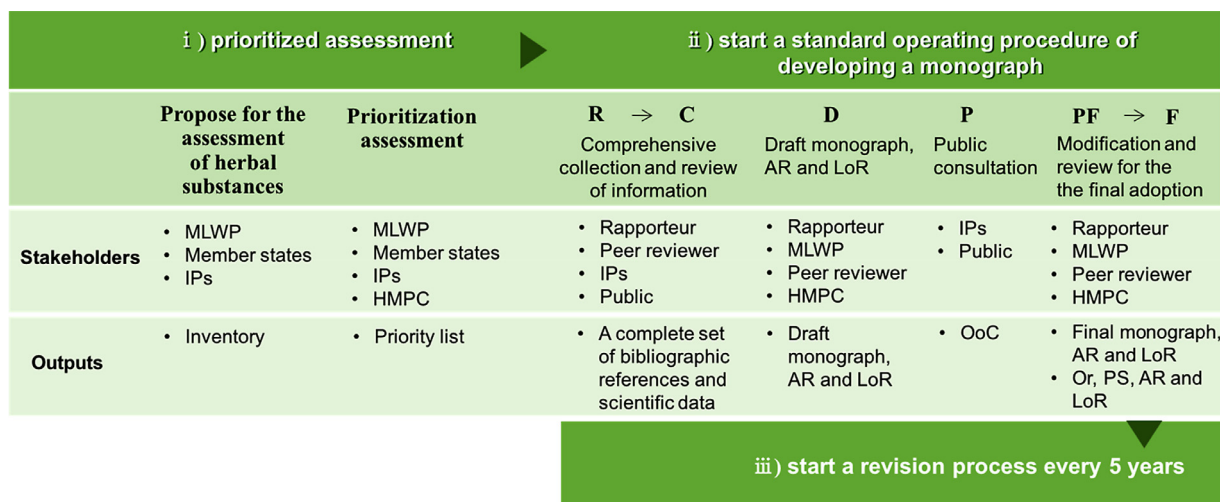 ⅰ) prioritized assessment
ⅱ) start a standard operating procedure of
developing a monograph
Propose for the
assessment
of herbal
substances
Prioritization
assessment
R → C
Comprehensive
collection and review
of information
D
Draft monograph,
AR and LoR
P
Public
consultation
PF → F
Modification and
review for the
the final adoption
Stakeholders
• MLWP
• Member states
• IPs
• MLWP
• Member states
• IPs
• HMPC
• Rapporteur
• Peer reviewer
• IPs
• Public
• Rapporteur
• MLWP
• Peer reviewer
• HMPC
• IPs
• Public
• Rapporteur
• MLWP
• Peer reviewer
• HMPC
Outputs
• Inventory
• Priority list
• A complete set
of bibliographic
references and
scientific data
• Draft
monograph,
AR and LoR
• OoC
• Final monograph,
AR and LoR
• Or, PS, AR and
LoR
ⅲ) start a revision process every 5 years